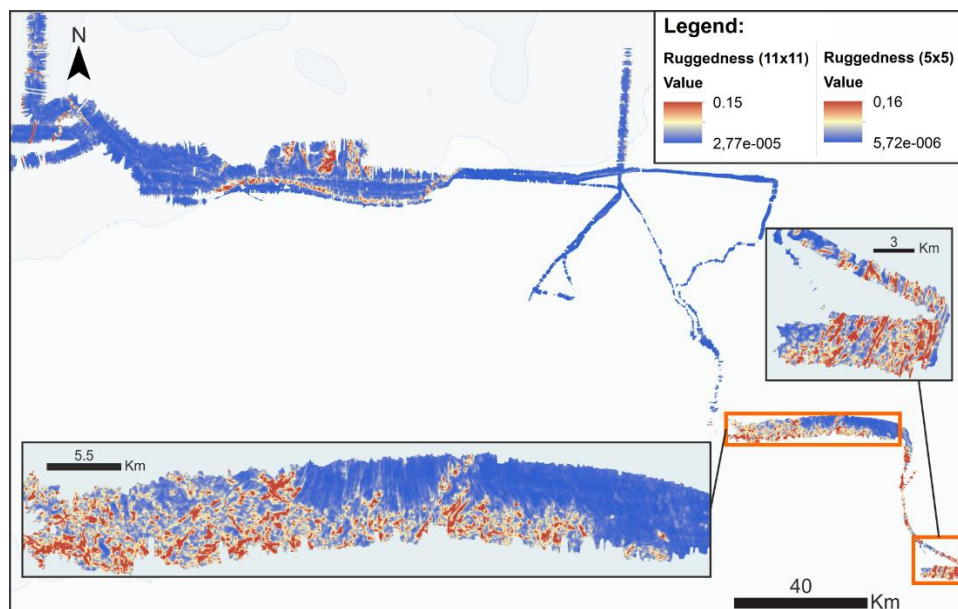 N
Legend:
Ruggedness (11x11) Ruggedness (5x5)
Value Value
0.15 0,16
2,77e-005 5,72e-006
3
Km
5.5
Km
40
Km